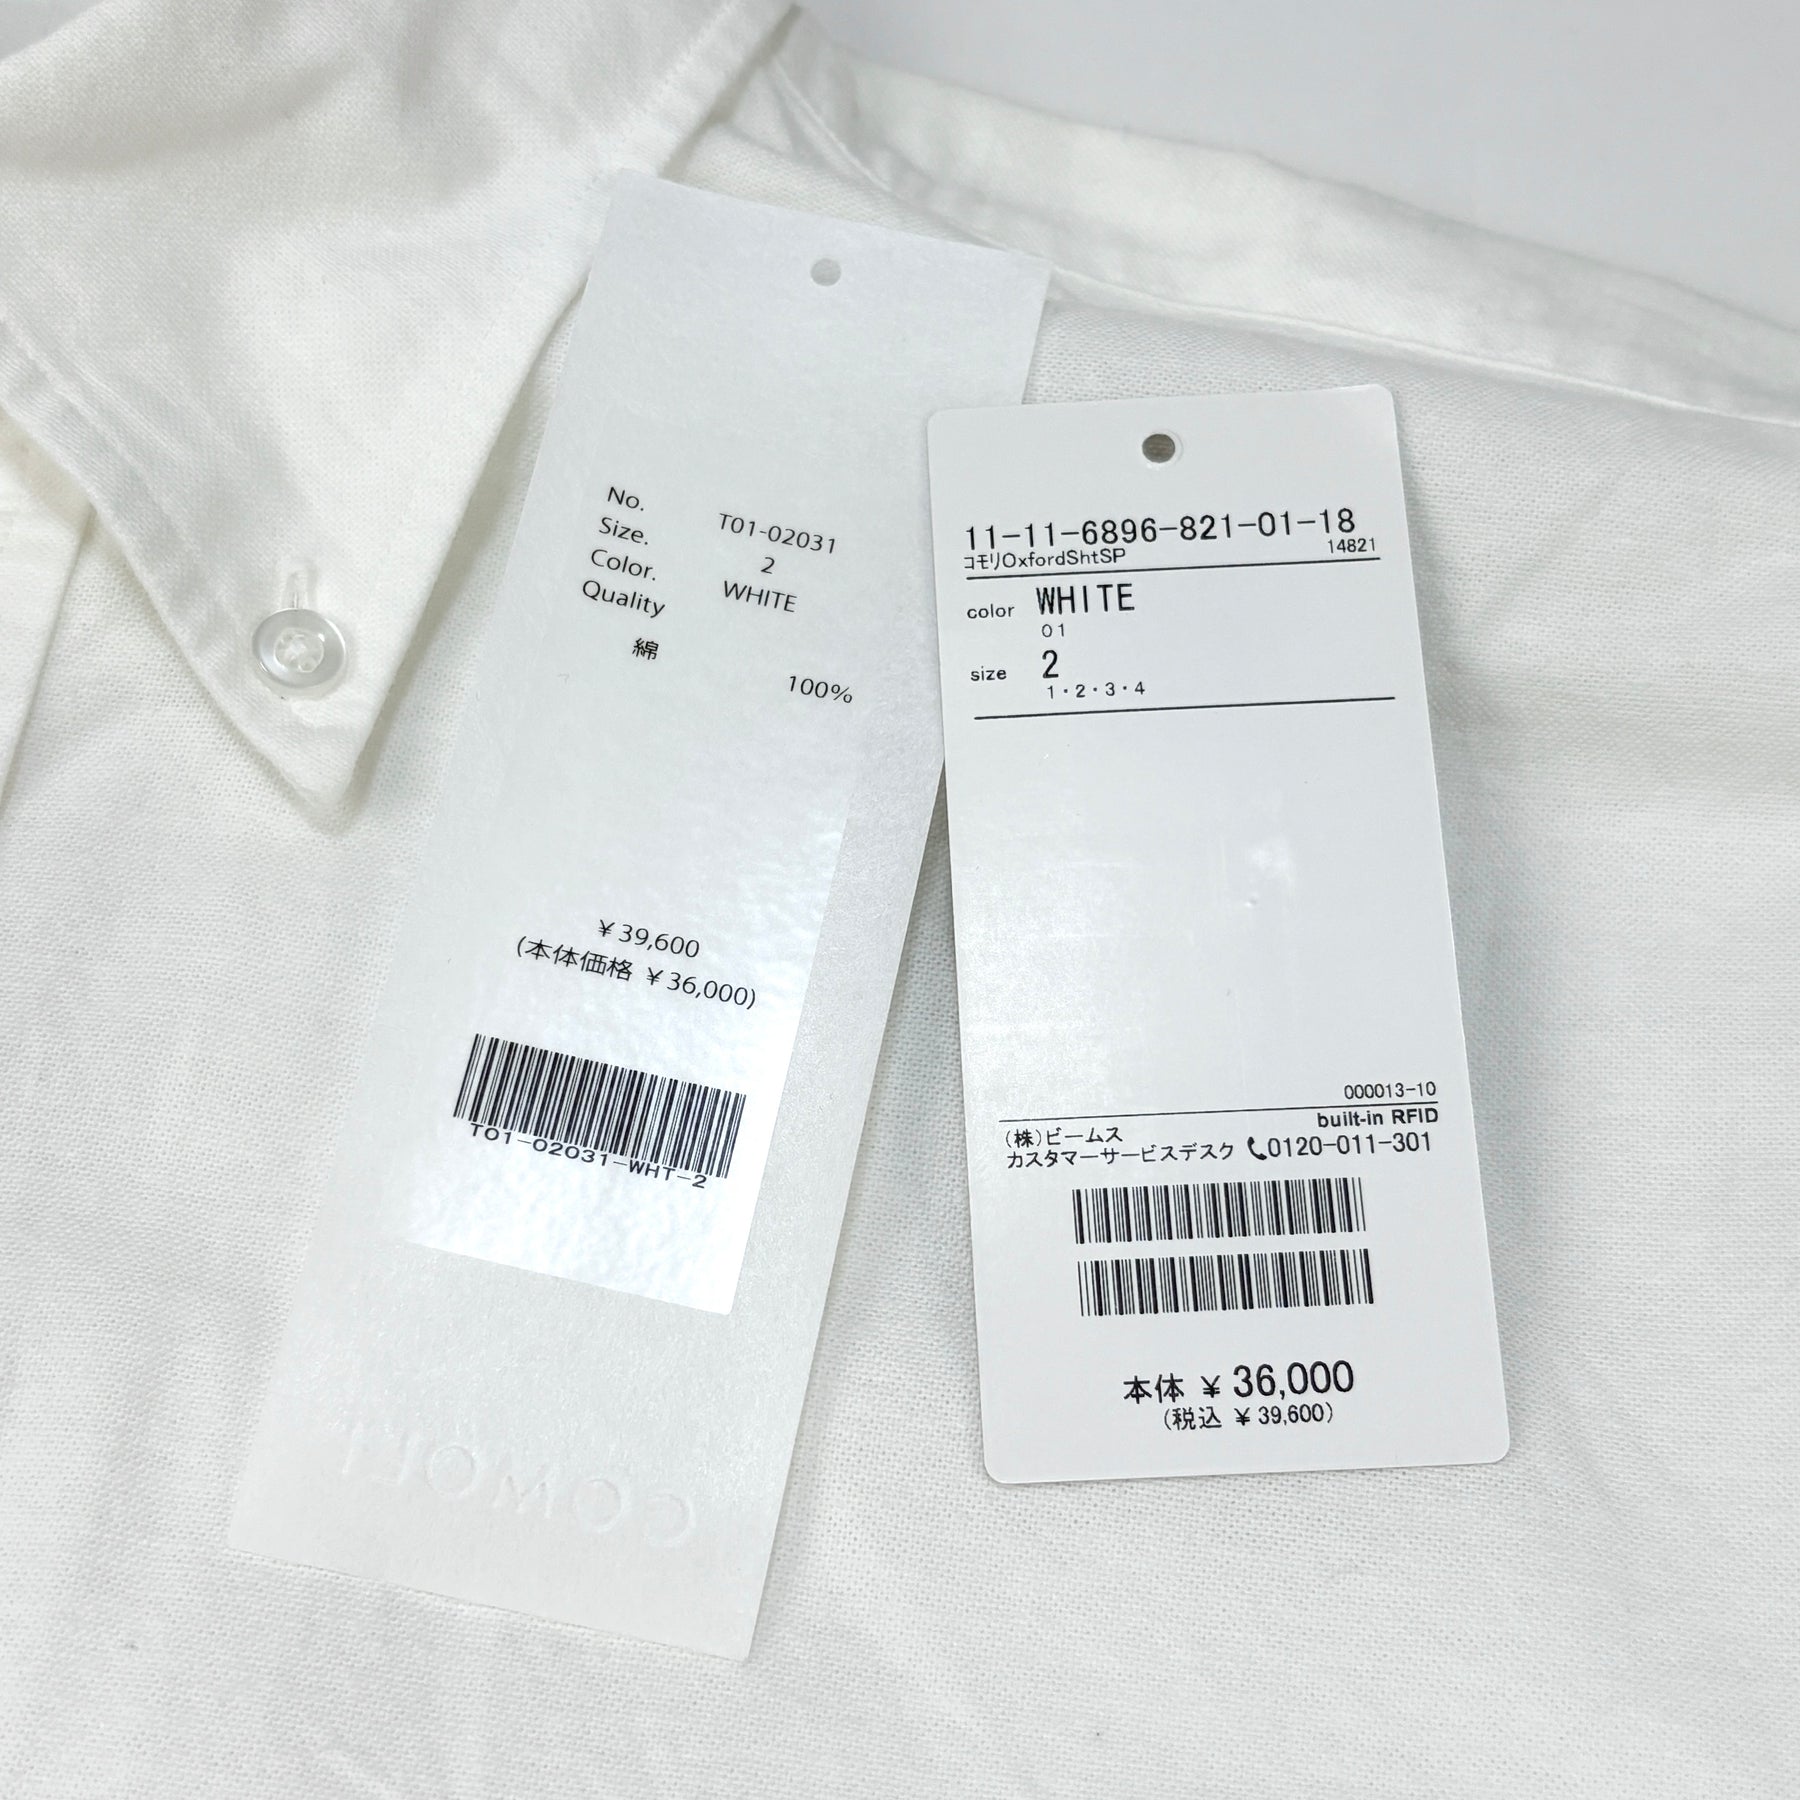 No. T01-02031
Size. 2
Color. WHITE
Quality
綿 100%
¥39,600
(本体価格 ¥36,000)
T01-02031-WHT-2
COMOLI
11-11-6896-821-01-18
コモリOxfordShtSP 14821
color WHITE
01
size 2
1・2・3・4
000013-10
built-in RFID
(株)ビームス
カスタマーサービスデスク 0120-011-301
本体 ¥36,000
(税込 ¥39,600)